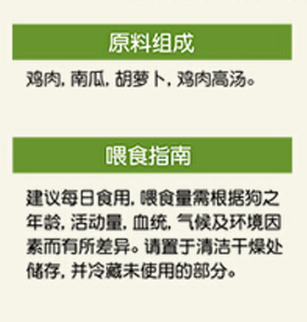 原料组成
鸡肉, 南瓜, 胡萝卜, 鸡肉高汤。
喂食指南
建议每日食用, 喂食量需根据狗之
年龄, 活动量, 血统, 气候及环境因
素而有所差异。请置于清洁干燥处
储存, 并冷藏未使用的部分。